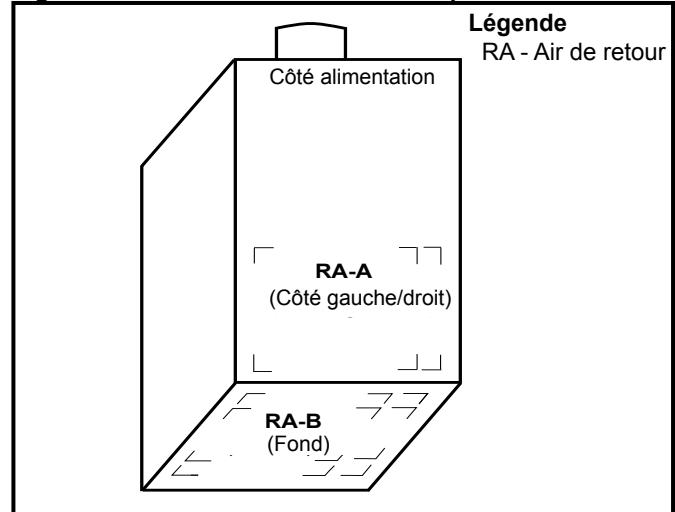 Légende
RA - Air de retour
Côté alimentation
RA-A
(Côté gauche/droit)
RA-B
(Fond)